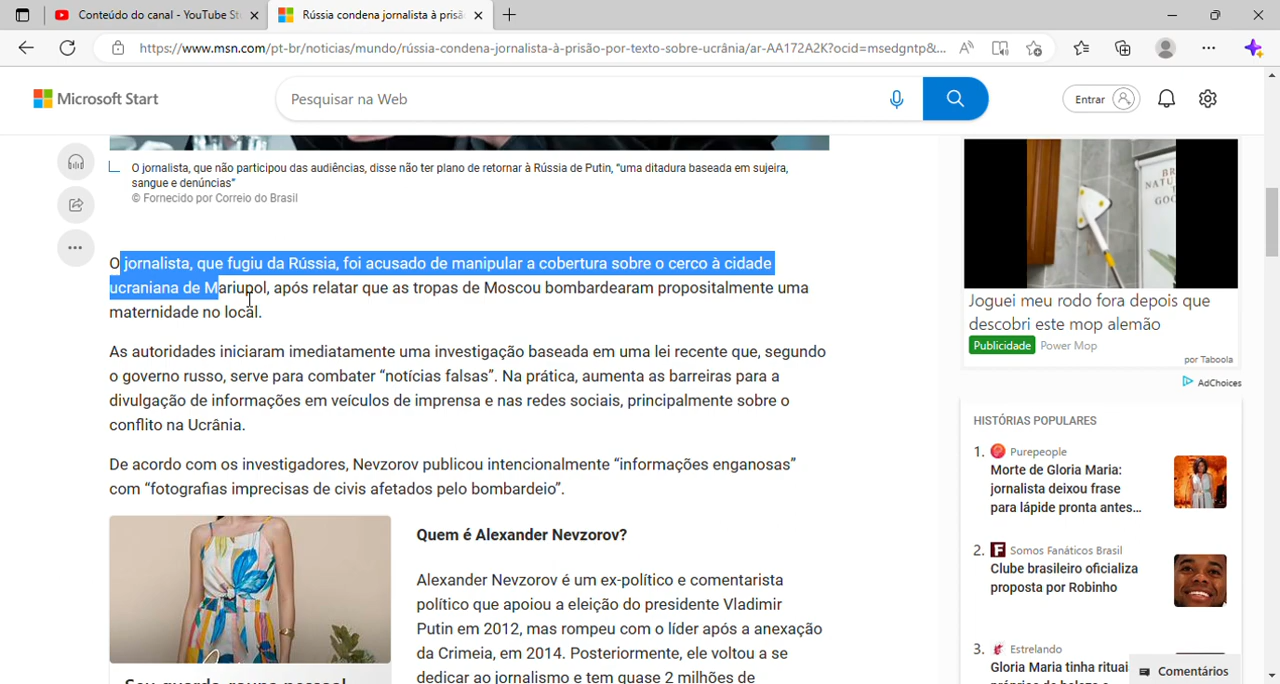 Conteúdo do canal - YouTube St
Rússia condena jornalista à prisã
https://www.msn.com/pt-br/noticias/mundo/rússia-condena-jornalista-à-prisão-por-texto-sobre-ucrânia/ar-AA172A2K?ocid=msedgntp&...
Microsoft Start
Pesquisar na Web
Entrar
O jornalista, que não participou das audiências, disse não ter plano de retornar à Rússia de Putin, “uma ditadura baseada em sujeira,
sangue e denúncias”
© Fornecido por Correio do Brasil
O jornalista, que fugiu da Rússia, foi acusado de manipular a cobertura sobre o cerco à cidade
ucraniana de Mariupol, após relatar que as tropas de Moscou bombardearam propositalmente uma
maternidade no local.
As autoridades iniciaram imediatamente uma investigação baseada em uma lei recente que, segundo
o governo russo, serve para combater “notícias falsas”. Na prática, aumenta as barreiras para a
divulgação de informações em veículos de imprensa e nas redes sociais, principalmente sobre o
conflito na Ucrânia.
De acordo com os investigadores, Nevzorov publicou intencionalmente “informações enganosas”
com “fotografias imprecisas de civis afetados pelo bombardeio”.
Quem é Alexander Nevzorov?
Alexander Nevzorov é um ex-político e comentarista
político que apoiou a eleição do presidente Vladimir
Putin em 2012, mas rompeu com o líder após a anexação
da Crimeia, em 2014. Posteriormente, ele voltou a se
dedicar ao jornalismo e tem quase 2 milhões de
Joguei meu rodo fora depois que
descobri este mop alemão
Publicidade Power Mop
por Taboola
AdChoices
HISTÓRIAS POPULARES
1. Purepeople
Morte de Gloria Maria:
jornalista deixou frase
para lápide pronta antes...
2. Somos Fanáticos Brasil
Clube brasileiro oficializa
proposta por Robinho
3. Estrelando
Gloria Maria tinha rituai
Comentários